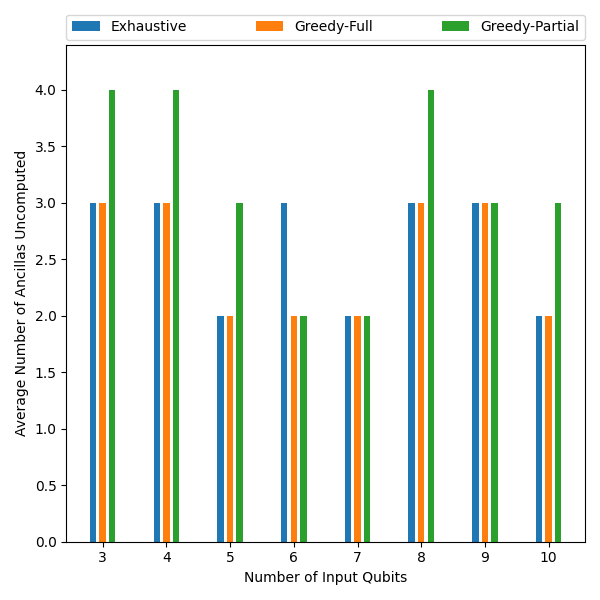 Exhaustive Greedy-Full Greedy-Partial
Average Number of Ancillas Uncomputed
4.0
3.5
3.0
2.5
2.0
1.5
1.0
0.5
0.0
3 4 5 6 7 8 9 10
Number of Input Qubits